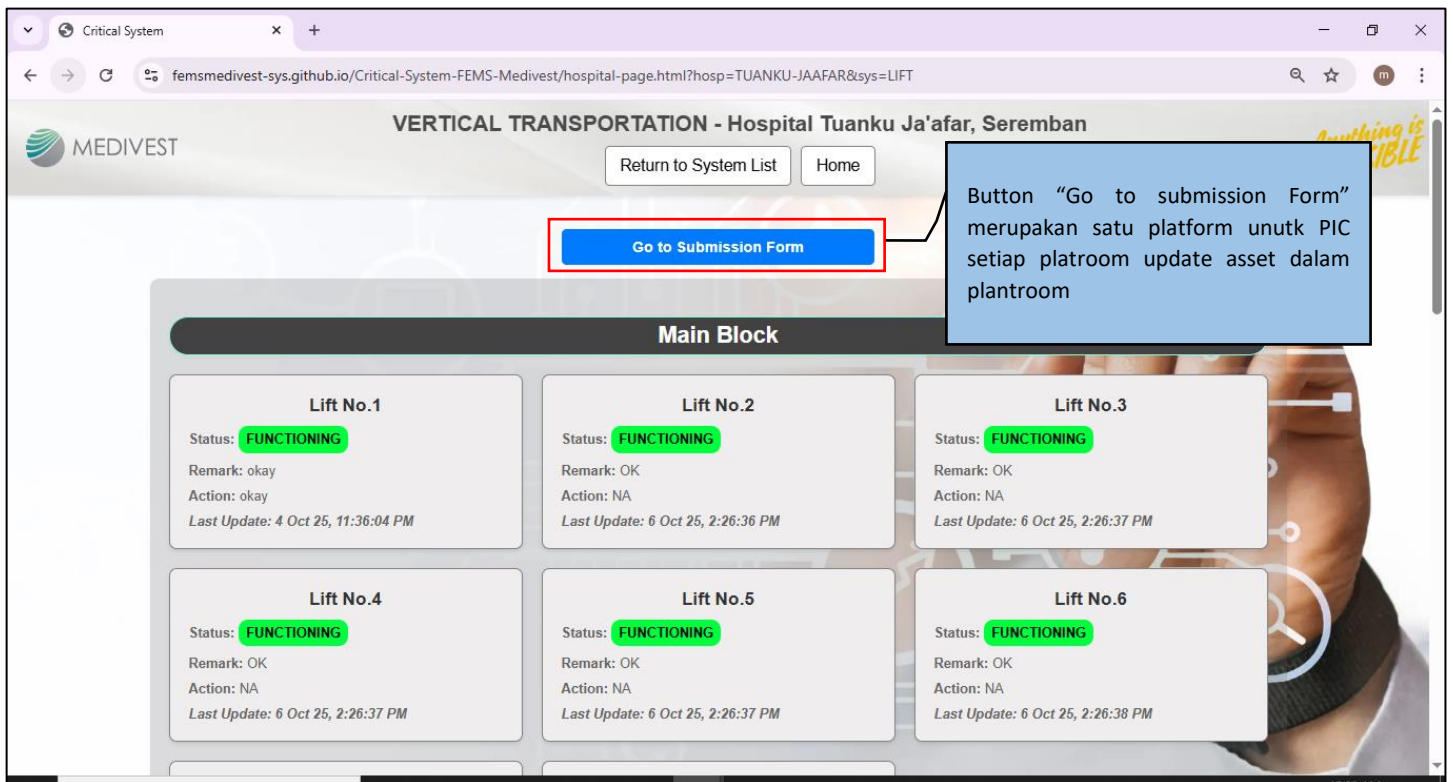 Critical System
femsmedivest-sys.github.io/Critical-System-FEMS-Medivest/hospital-page.html?hosp=TUANKU-JAAFAR&sys=LIFT
m
MEDIVEST
VERTICAL TRANSPORTATION - Hospital Tuanku Ja'afar, Seremban
Anything is
Return to System List
Home
Go to Submission Form
Button “Go to submission Form”
merupakan satu platform unutk PIC
setiap platroom update asset dalam
plantroom
Main Block
Lift No.1
Status: FUNCTIONING
Remark: okay
Action: okay
Last Update: 4 Oct 25, 11:36:04 PM
Lift No.2
Status: FUNCTIONING
Remark: OK
Action: NA
Last Update: 6 Oct 25, 2:26:36 PM
Lift No.3
Status: FUNCTIONING
Remark: OK
Action: NA
Last Update: 6 Oct 25, 2:26:37 PM
Lift No.4
Status: FUNCTIONING
Remark: OK
Action: NA
Last Update: 6 Oct 25, 2:26:37 PM
Lift No.5
Status: FUNCTIONING
Remark: OK
Action: NA
Last Update: 6 Oct 25, 2:26:37 PM
Lift No.6
Status: FUNCTIONING
Remark: OK
Action: NA
Last Update: 6 Oct 25, 2:26:38 PM